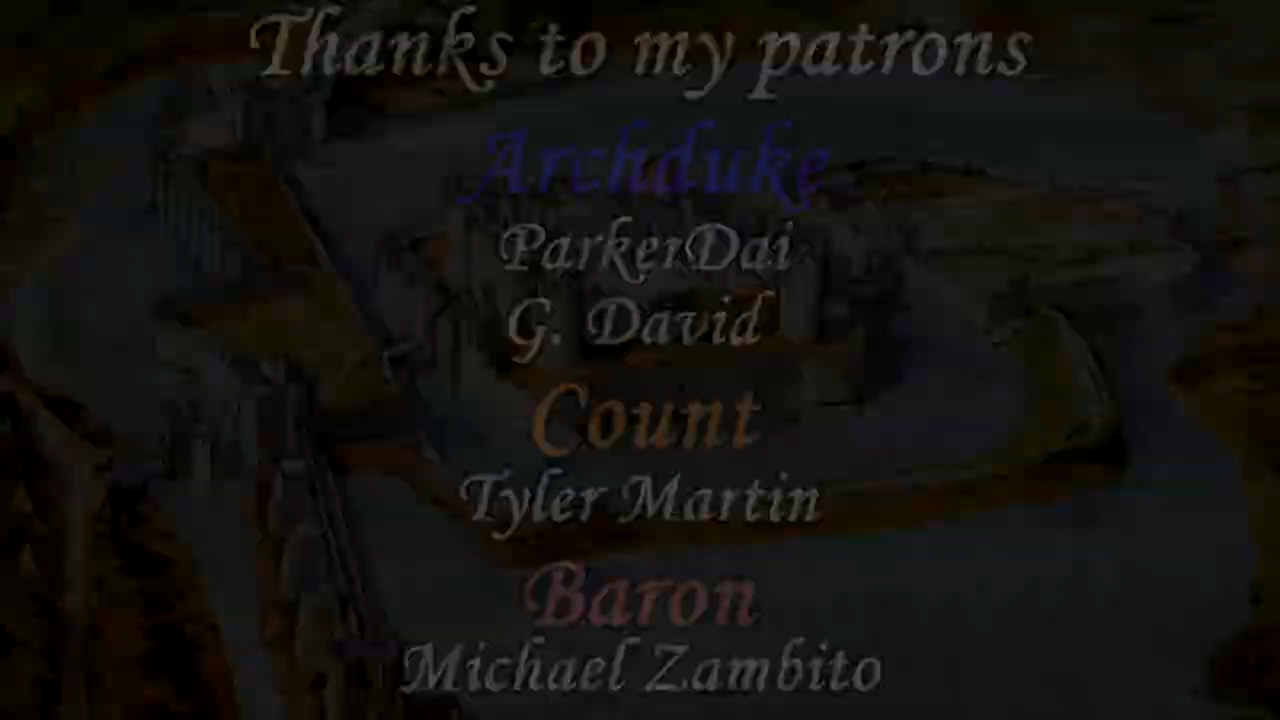 Thanks to my patrons
Archduke
ParkerDai
G. David
Count
Tyler Martin
Baron
Michael Zambito